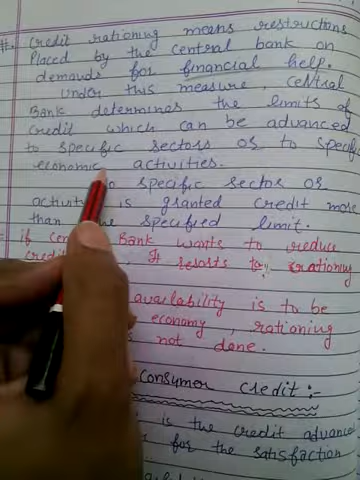 #. Credit rationing means restrictions
Placed by the central bank on
demands for financial help.
Under this measure, central
Bank determines the limits of
credit which can be advanced
to specific sectors or to specific
economic activities.
specific sector or
activity is granted credit more
than specified limit.
if Bank wants to reduce
It resorts to rationing
availability is to be
economy, rationing
is not done.
Consumer credit:-
is the credit advance
for the satisfaction